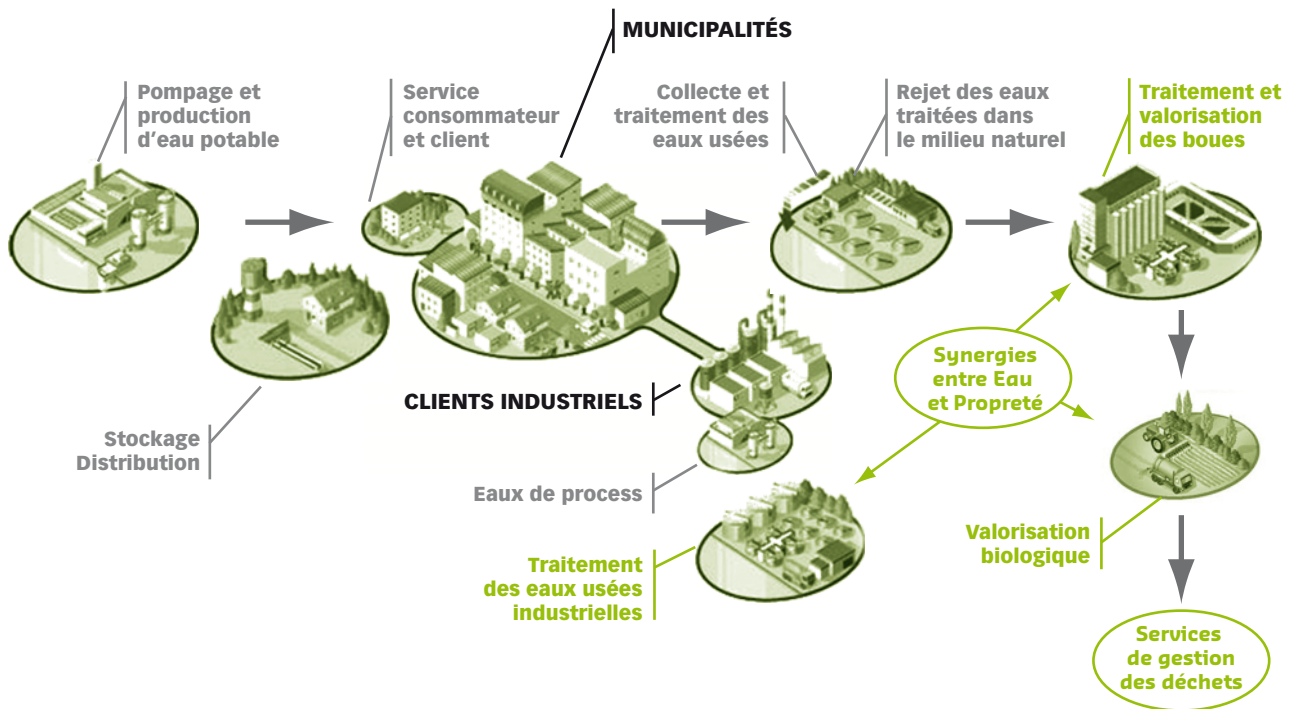 MUNICIPALITÉS
Pompage et
production
d'eau potable
Service
consommateur
et client
Collecte et
traitement des
eaux usées
Rejet des eaux
traitées dans
le milieu naturel
Traitement et
valorisation
des boues
Synergies
entre Eau
et Propreté
CLIENTS INDUSTRIELS
Stockage
Distribution
Eaux de process
Valorisation
biologique
Traitement
des eaux usées
industrielles
Services
de gestion
des déchets